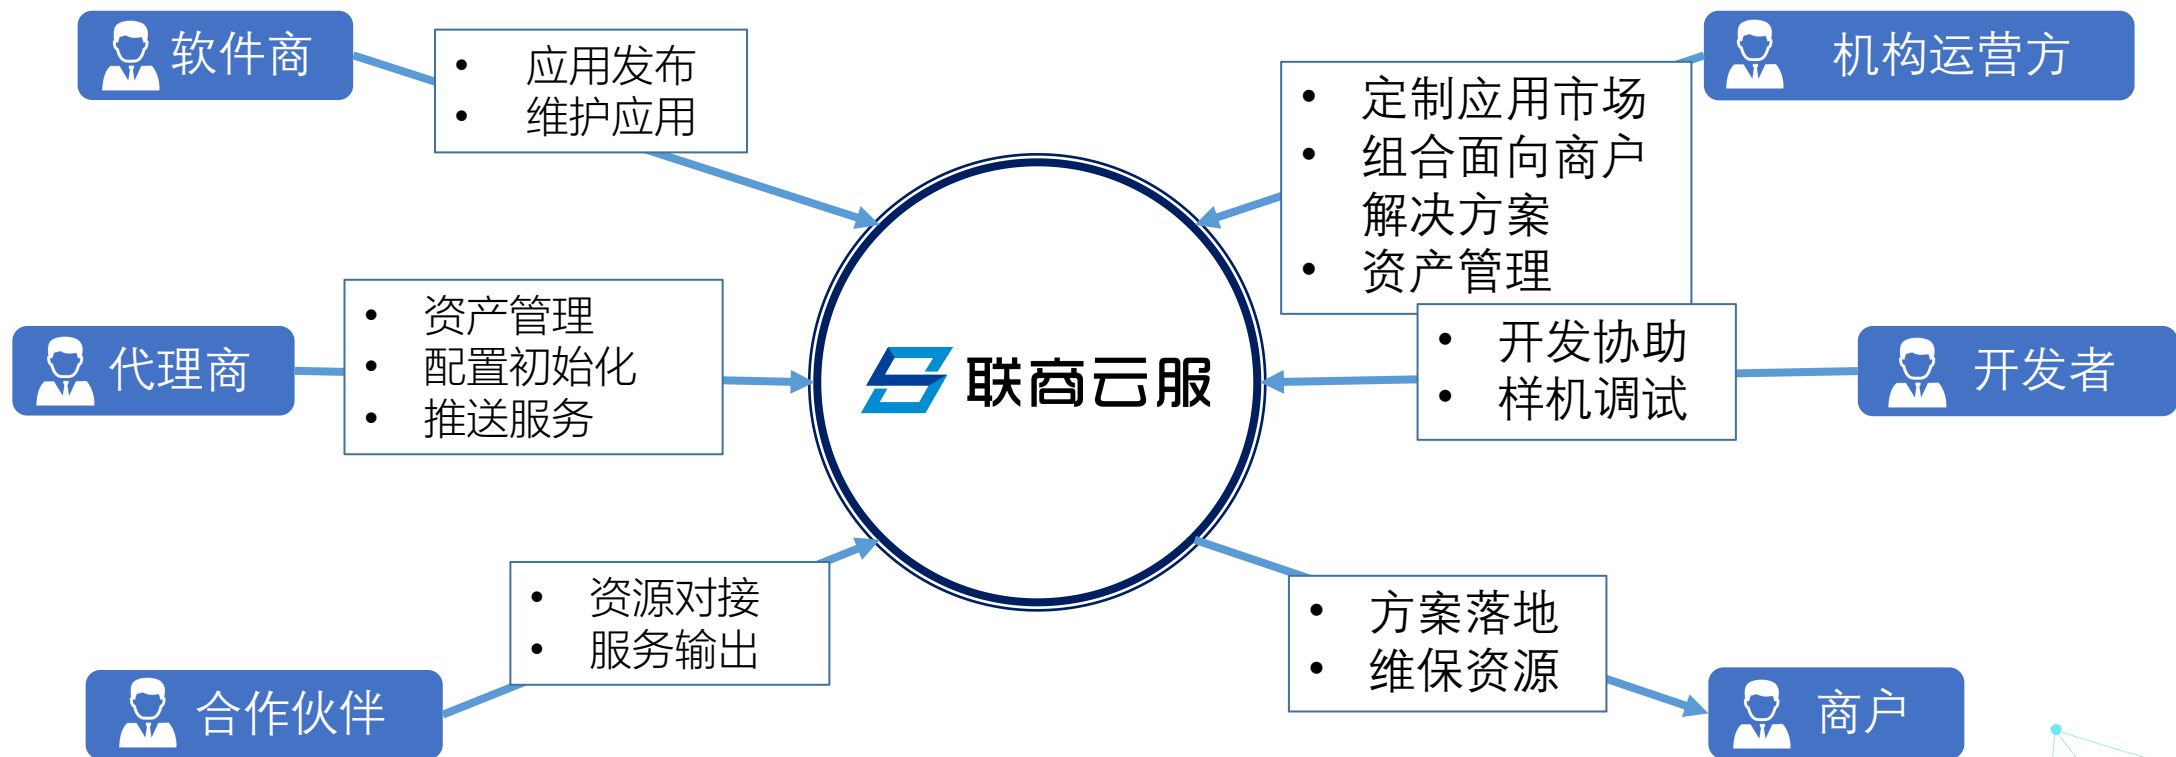 软件商
• 应用发布
• 维护应用
机构运营方
• 定制应用市场
• 组合面向商户
解决方案
• 资产管理
代理商
• 资产管理
• 配置初始化
• 推送服务
联商云服
• 开发协助
• 样机调试
开发者
合作伙伴
• 资源对接
• 服务输出
• 方案落地
• 维保资源
商户